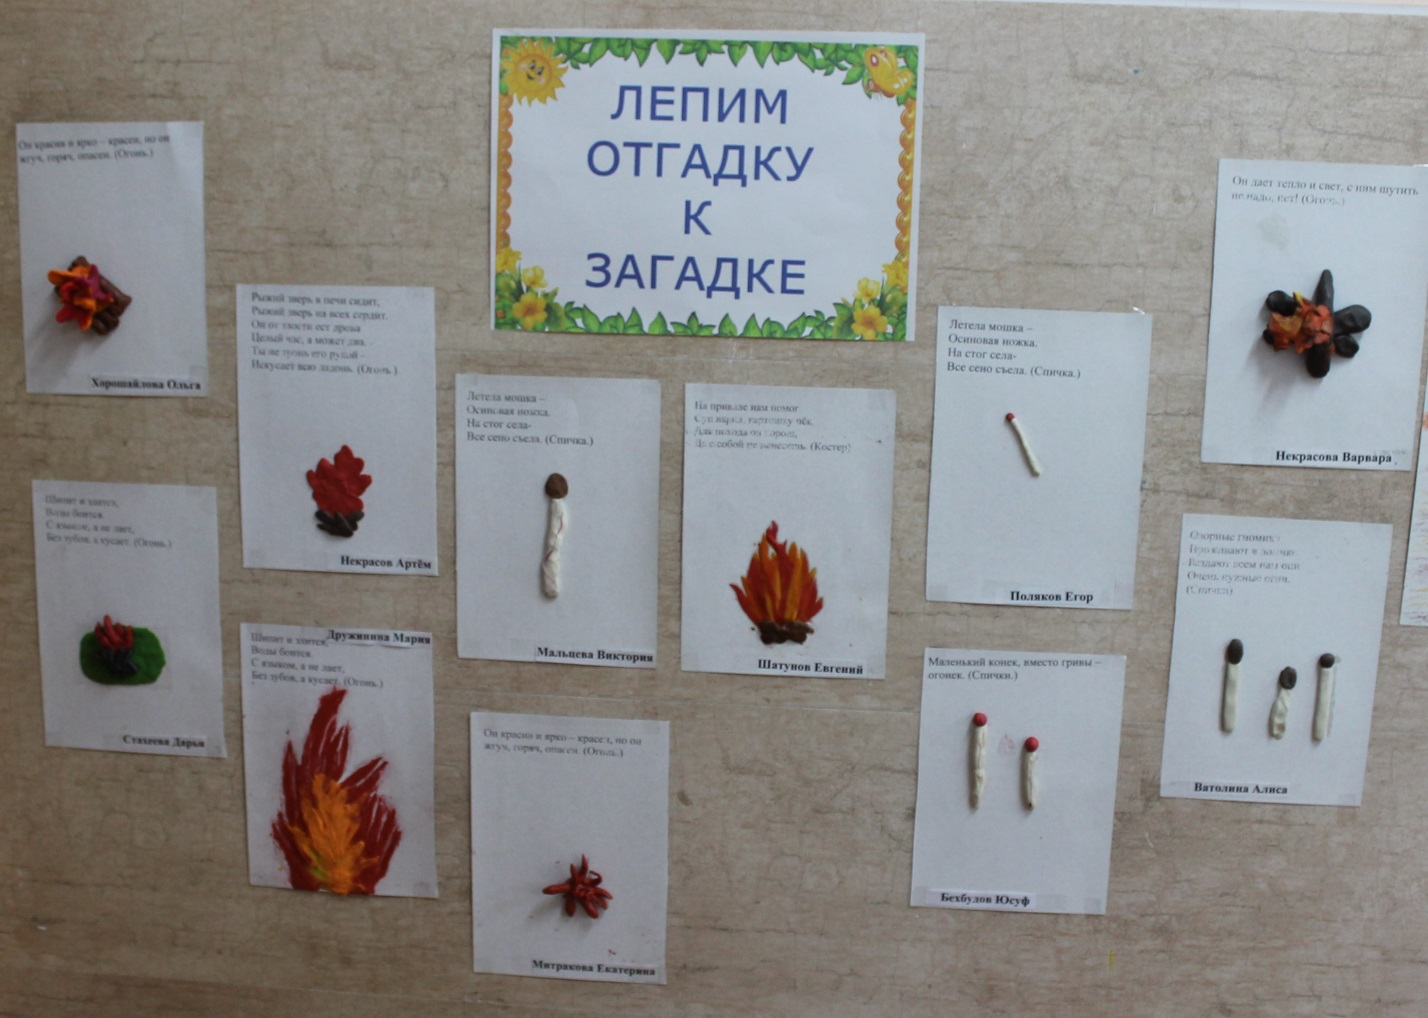 ЛЕПИМ
ОТГАДКУ
К
ЗАГАДКЕ
Он красив и ярко – красен, но он
жгуч, горяч, опасен. (Огонь.)
Хорошайлова Ольга
Рыжий зверь в печи сидит,
Рыжий зверь на всех сердит.
Он от злости ест дрова
Целый час, а может два.
Ты не тронь его рукой –
Искусает всю ладонь. (Огонь.)
Некрасов Артём
Летела мошка –
Осиновая ножка.
На стог села-
Все сено съела. (Спичка.)
Мальцева Виктория
На привале нам помог
Суп варил, картошку пёк.
Для похода он хорош,
Да с собой не унесешь. (Костер)
Шатунов Евгений
Летела мошка –
Осиновая ножка.
На стог села-
Все сено съела. (Спичка.)
Поляков Егор
Он дает тепло и свет, с ним шутить
не надо, нет! (Огонь.)
Некрасова Варвара
Шипит и злится,
Воды боится.
С языком, а не лает,
Без зубов, а кусает. (Огонь.)
Стахеева Дарья
Дружинина Мария
Шипит и злится,
Воды боится.
С языком, а не лает,
Без зубов, а кусает. (Огонь.)
Он красив и ярко – красен, но он
жгуч, горяч, опасен. (Огонь.)
Митракова Екатерина
Маленький конек, вместо гривы –
огонек. (Спички.)
Бехбудов Юсуф
Озорные гномики
Проживают в домике
Раздают всем нам они
Очень нужные огни.
(Спички)
Ватолина Алиса